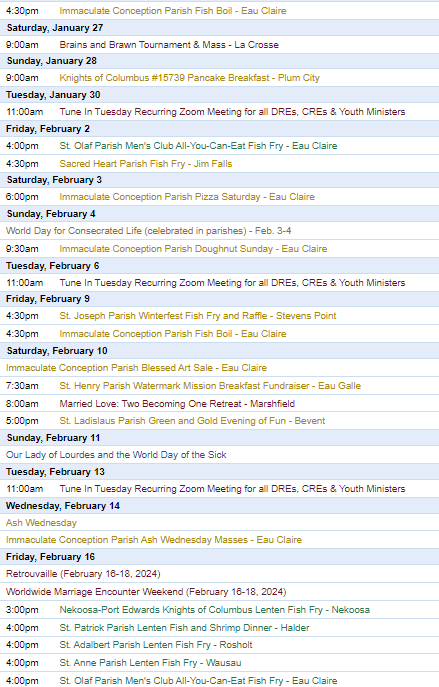 4:30pm Immaculate Conception Parish Fish Boil - Eau Claire
Saturday, January 27
9:00am Brains and Brawn Tournament & Mass - La Crosse
Sunday, January 28
9:00am Knights of Columbus #15739 Pancake Breakfast - Plum City
Tuesday, January 30
11:00am Tune In Tuesday Recurring Zoom Meeting for all DREs, CREs & Youth Ministers
Friday, February 2
4:00pm St. Olaf Parish Men's Club All-You-Can-Eat Fish Fry - Eau Claire
4:30pm Sacred Heart Parish Fish Fry - Jim Falls
Saturday, February 3
6:00pm Immaculate Conception Parish Pizza Saturday - Eau Claire
Sunday, February 4
World Day for Consecrated Life (celebrated in parishes) - Feb. 3-4
9:30am Immaculate Conception Parish Doughnut Sunday - Eau Claire
Tuesday, February 6
11:00am Tune In Tuesday Recurring Zoom Meeting for all DREs, CREs & Youth Ministers
Friday, February 9
4:30pm St. Joseph Parish Winterfest Fish Fry and Raffle - Stevens Point
4:30pm Immaculate Conception Parish Fish Boil - Eau Claire
Saturday, February 10
Immaculate Conception Parish Blessed Art Sale - Eau Claire
7:30am St. Henry Parish Watermark Mission Breakfast Fundraiser - Eau Galle
8:00am Married Love: Two Becoming One Retreat - Marshfield
5:00pm St. Ladislaus Parish Green and Gold Evening of Fun - Bevent
Sunday, February 11
Our Lady of Lourdes and the World Day of the Sick
Tuesday, February 13
11:00am Tune In Tuesday Recurring Zoom Meeting for all DREs, CREs & Youth Ministers
Wednesday, February 14
Ash Wednesday
Immaculate Conception Parish Ash Wednesday Masses - Eau Claire
Friday, February 16
Retrouvaille (February 16-18, 2024)
Worldwide Marriage Encounter Weekend (February 16-18, 2024)
3:00pm Nekoosa-Port Edwards Knights of Columbus Lenten Fish Fry - Nekoosa
4:00pm St. Patrick Parish Lenten Fish and Shrimp Dinner - Halder
4:00pm St. Adalbert Parish Lenten Fish Fry - Rosholt
4:00pm St. Anne Parish Lenten Fish Fry - Wausau
4:00pm St. Olaf Parish Men's Club All-You-Can-Eat Fish Fry - Eau Claire